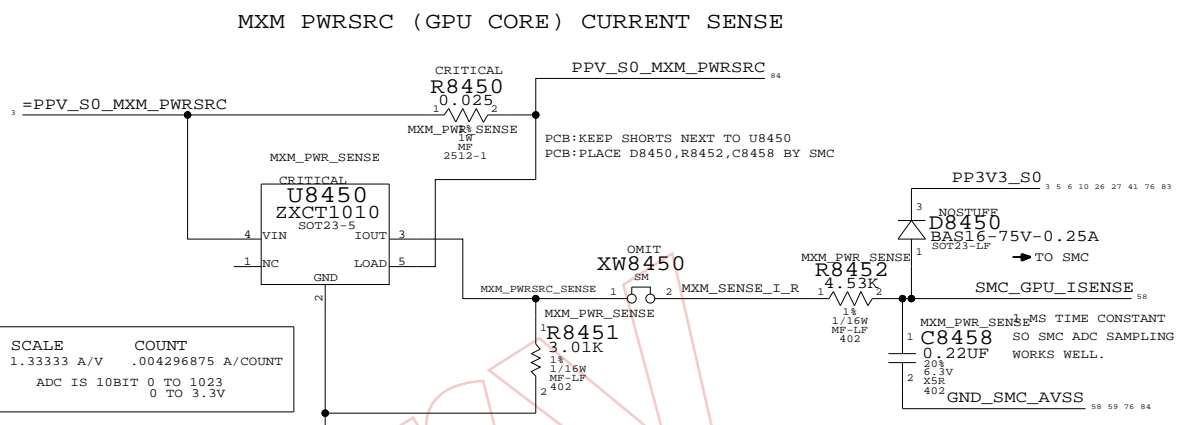 MXM PWRSRC (GPU CORE) CURRENT SENSE
CRITICAL
R8450
0.025
1 2
PPV_S0_MXM_PWRSRC 84
3 =PPV_S0_MXM_PWRSRC
MXM_PWR_SENSE
1%
1W
MF
2512-1
PCB:KEEP SHORTS NEXT TO U8450
PCB:PLACE D8450,R8452,C8458 BY SMC
MXM_PWR_SENSE
CRITICAL
U8450
ZXCT1010
SOT23-5
4 VIN IOUT 3
1 NC LOAD 5
GND
2
PP3V3_S0 3 5 6 10 26 27 41 76 83
3
NOSTUFF
D8450
BAS16-75V-0.25A
SOT23-LF
1
TO SMC
OMIT
XW8450
SM
MXM_PWRSRC_SENSE 1 2 MXM_SENSE_I_R
MXM_PWR_SENSE
R8452
4.53K
1 2
1%
1/16W
MF-LF
402
SMC_GPU_ISENSE 58
MXM_PWR_SENSE
1 R8451
3.01K
1%
1/16W
MF-LF
2 402
MXM_PWR_SENSE
1 C8458
0.22UF
20%
6.3V
2 X5R
402
1 MS TIME CONSTANT
SO SMC ADC SAMPLING
WORKS WELL.
GND_SMC_AVSS 58 59 76 84
SCALE COUNT
1.33333 A/V .004296875 A/COUNT
ADC IS 10BIT 0 TO 1023
0 TO 3.3V